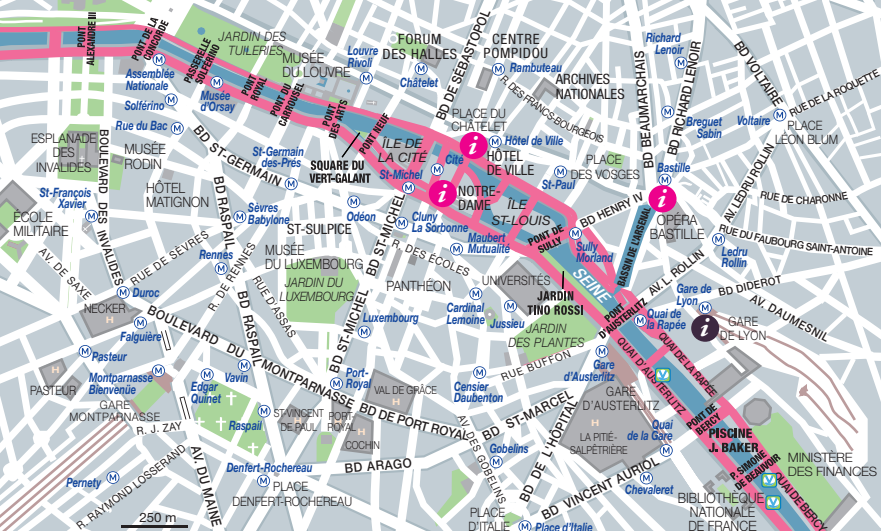 PONT
ALEXANDRE III
PONT DE LA
CONCORDE
PASSERELLE
SOLFERINO
JARDIN DES
TUILERIES
MUSÉE
DU LOUVRE
Louvre
Rivoli
FORUM
DES HALLES
Châtelet
BD DE SÉBASTOPOL
CENTRE
POMPIDOU
Rambuteau
R. DES FRANCS-BOURGEOIS
ARCHIVES
NATIONALES
Richard
Lenoir
BD BEAUMARCHAIS
BD RICHARD LENOIR
BD VOLTAIRE
RUE DE LA ROQUETTE
Breguet
Sabin
Voltaire
PLACE
LÉON BLUM
Assemblée
Nationale
Solférino
Rue du Bac
Musée
d'Orsay
PONT
ROYAL
PONT DU
CARROUSEL
PONT
DES ARTS
PONT NEUF
SQUARE DU
VERT-GALANT
ÎLE DE
LA CITÉ
Cité
PLACE DU
CHÂTELET
i
Hôtel de Ville
HÔTEL
DE VILLE
St-Paul
PLACE
DES VOSGES
Bastille
i
OPÉRA
BASTILLE
AV. LEDRU ROLLIN
RUE DE CHARONNE
RUE DU FAUBOURG SAINT-ANTOINE
Ledru
Rollin
ESPLANADE
DES
INVALIDES
BOULEVARD DES INVALIDES
MUSÉE
RODIN
HÔTEL
MATIGNON
BD ST-GERMAIN
BD RASPAIL
St-Germain
des-Prés
St-Michel
i
NOTRE-
DAME
ÎLE
ST-LOUIS
BD HENRY IV
PONT DE
SULLY
Sully
Morland
BASSIN DE L'ARSENAL
St-François
Xavier
ÉCOLE
MILITAIRE
Sèvres
Babylone
ST-SULPICE
Odéon
Cluny
La Sorbonne
BD ST-MICHEL
Maubert
Mutualité
R. DES ÉCOLES
RUE DE SÈVRES
Rennes
R. DE RENNES
MUSÉE
DU LUXEMBOURG
JARDIN DU
LUXEMBOURG
PANTHÉON
UNIVERSITÉS
JARDIN
TINO ROSSI
SEINE
PONT
D'AUSTERLITZ
AV. L. ROLLIN
Gare de
Lyon
BD DIDEROT
AV. DAUMESNIL
i
GARE
DE LYON
Quai de
la Rapée
QUAI DE LA RAPÉE
AV. DE SAXE
Duroc
NECKER
H
BOULEVARD DU MONTPARNASSE
BD RASPAIL
RUE D'ASSAS
BD ST-MICHEL
Luxembourg
Cardinal
Lemoine
Jussieu
JARDIN
DES PLANTES
RUE BUFFON
Gare
d'Austerlitz
QUAI D'AUSTERLITZ
GARE
D'AUSTERLITZ
Falguière
Pasteur
PASTEUR
H
Montparnasse
Bienvenüe
GARE
MONTPARNASSE
R. J. ZAY
Edgar
Quinet
Vavin
Raspail
Port-
Royal
VAL DE GRÂCE
H
Censier
Daubenton
ST-VINCENT
DE PAUL
PORT-
ROYAL
COCHIN
H
BD DE PORT ROYAL
BD ST-MARCEL
AV. DES GOBELINS
BD DE L'HÔPITAL
LA PITIÉ-
SALPÊTRIÈRE
H
Quai
de la Gare
PONT DE
BERCY
PISCINE
J. BAKER
P. SIMONE
DE BEAUVOIR
QUAI DE BERCY
MINISTÈRE
DES FINANCES
Gobelins
BD ARAGO
Denfert-Rochereau
PLACE
DENFERT-ROCHEREAU
AV. DU MAINE
Pernety
R. RAYMOND LOSSERAND
250 m
PLACE
D'ITALIE
Place d'Italie
BD VINCENT AURIOL
Chevaleret
BIBLIOTHÈQUE
NATIONALE
DE FRANCE